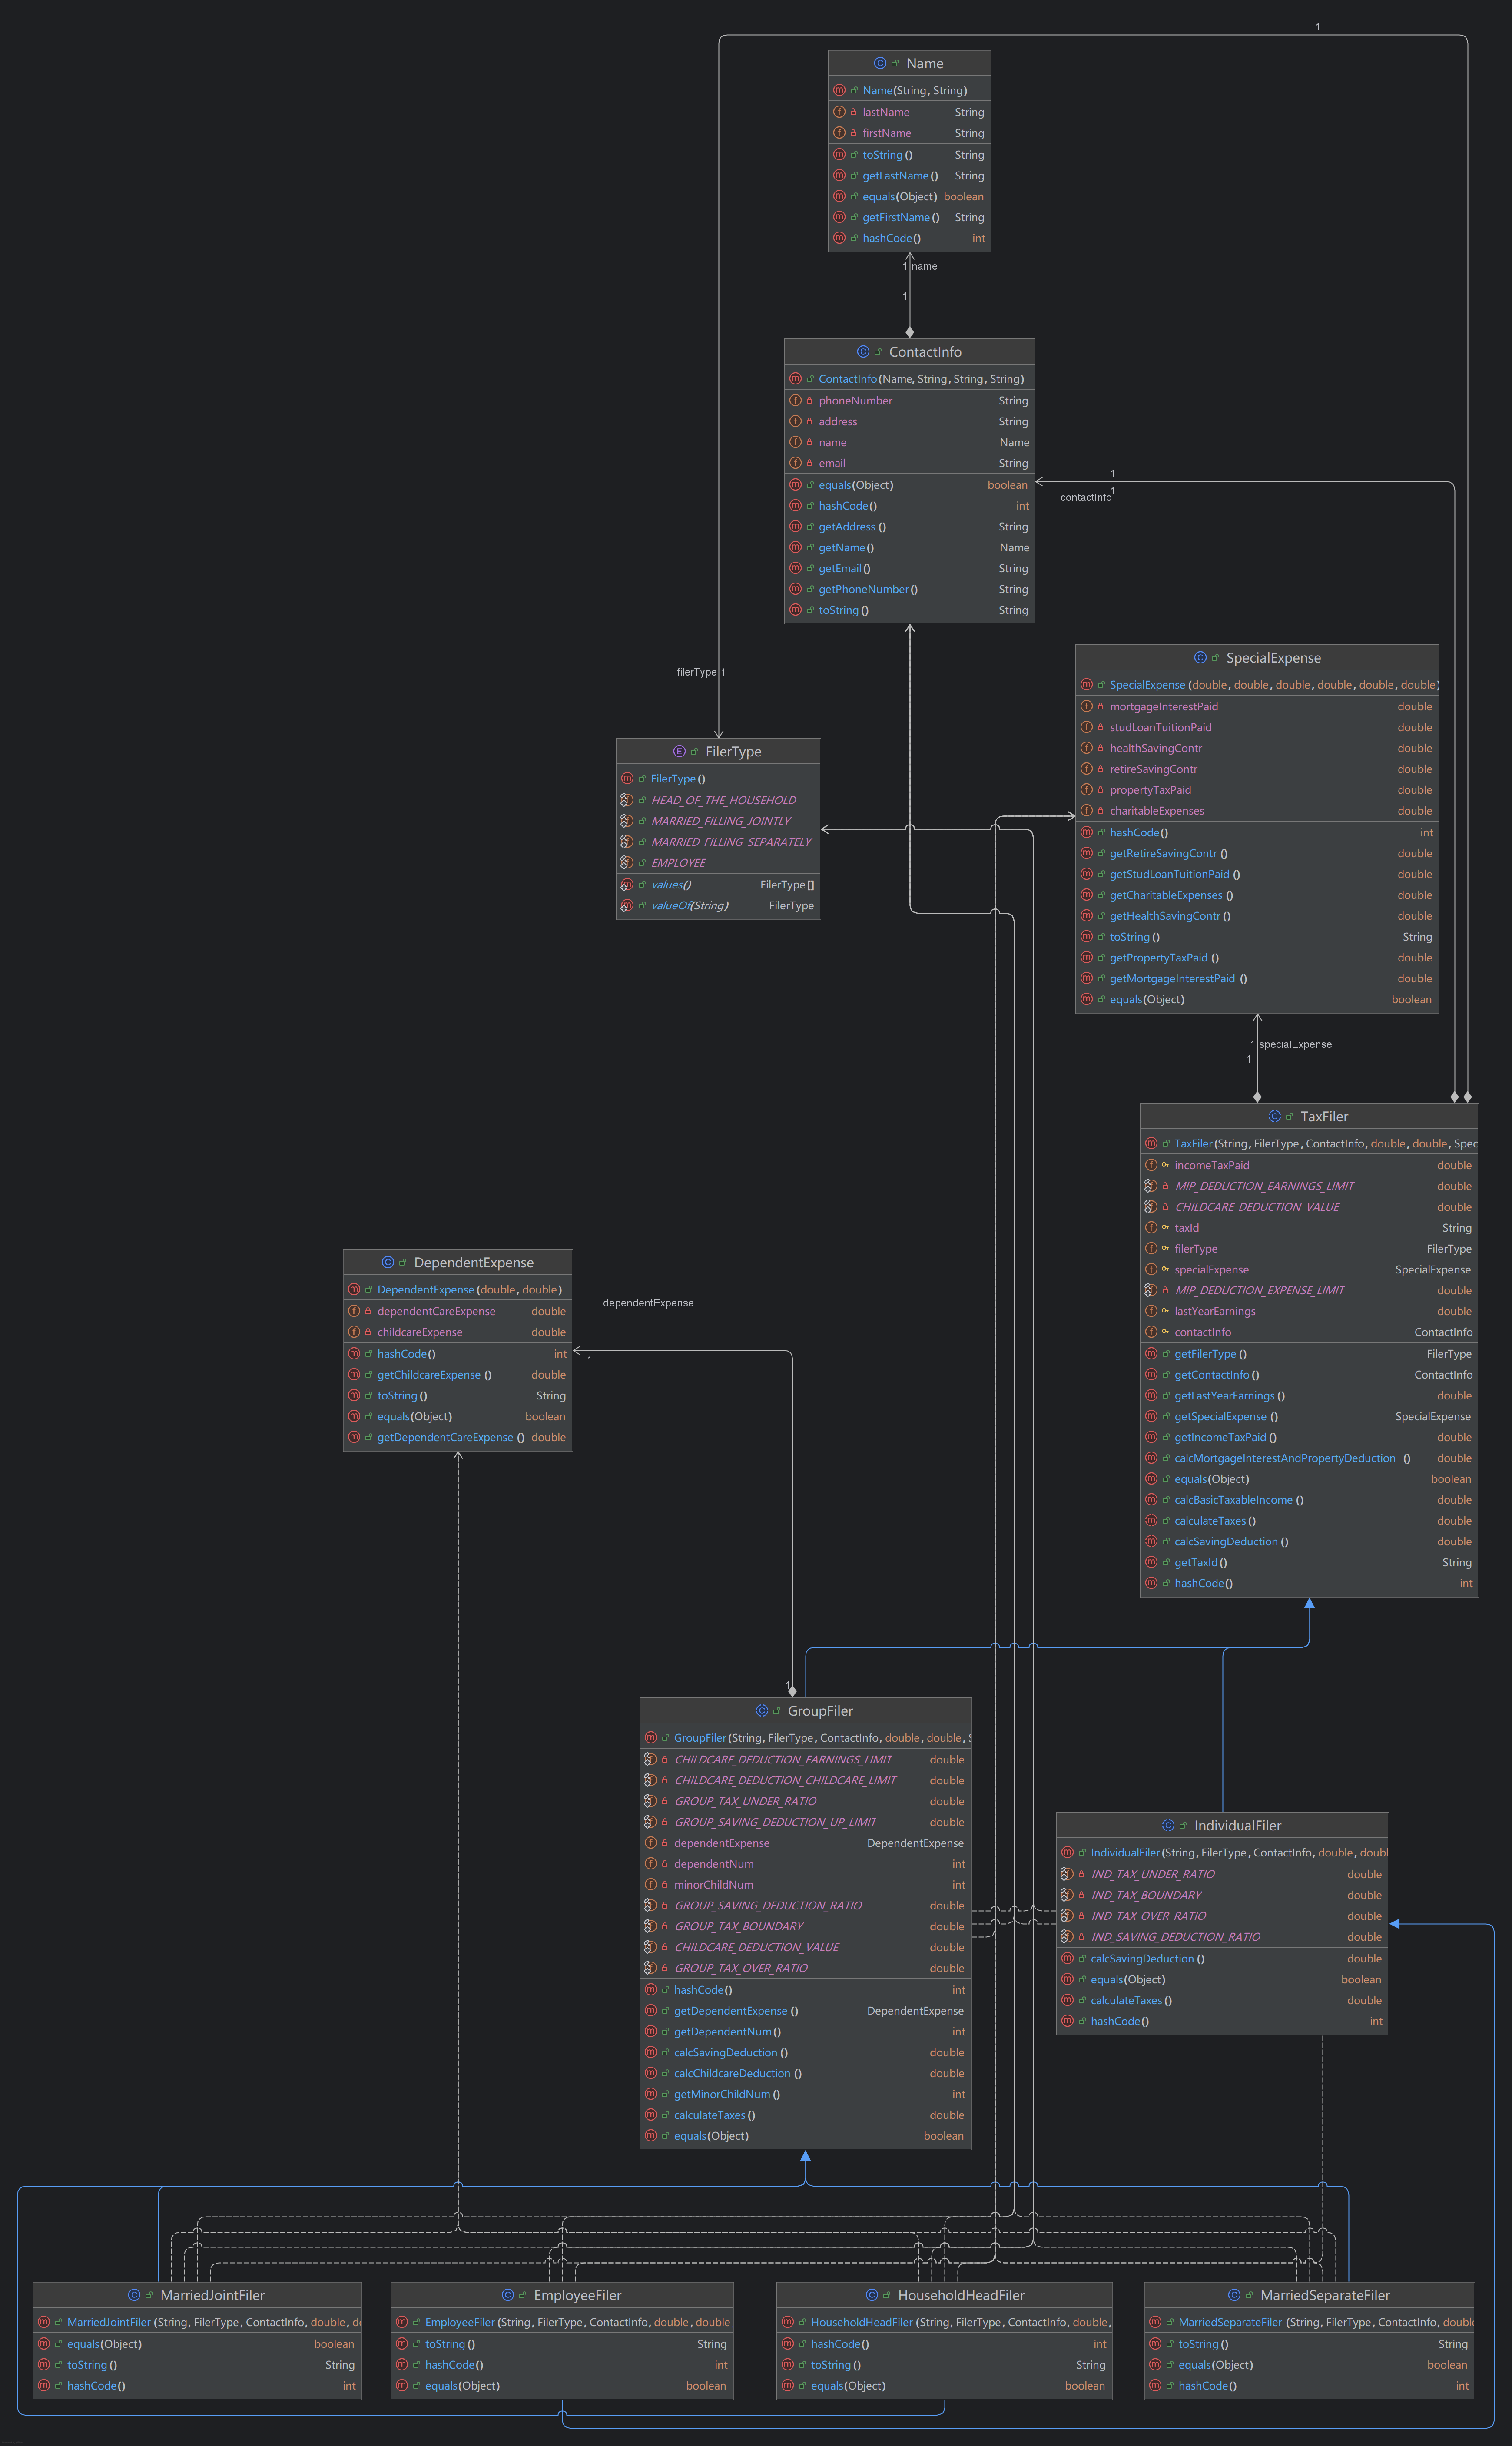 1
Name
Name(String, String)
lastName String
firstName String
toString() String
getLastName() String
equals(Object) boolean
getFirstName() String
hashCode() int
1 name
1
ContactInfo
ContactInfo(Name, String, String, String)
phoneNumber String
address String
name Name
email String
equals(Object) boolean
hashCode() int
getAddress() String
getName() Name
getEmail() String
getPhoneNumber() String
toString() String
1
contactInfo 1
SpecialExpense
SpecialExpense(double, double, double, double, double, double)
mortgageInterestPaid double
studLoanTuitionPaid double
healthSavingContr double
retireSavingContr double
propertyTaxPaid double
charitableExpenses double
hashCode() int
getRetireSavingContr() double
getStudLoanTuitionPaid() double
getCharitableExpenses() double
getHealthSavingContr() double
toString() String
getPropertyTaxPaid() double
getMortgageInterestPaid() double
equals(Object) boolean
filerType 1
FilerType
FilerType()
HEAD_OF_THE_HOUSEHOLD
MARRIED_FILLING_JOINTLY
MARRIED_FILLING_SEPARATELY
EMPLOYEE
values() FilerType[]
valueOf(String) FilerType
1 specialExpense
1
TaxFiler
TaxFiler(String, FilerType, ContactInfo, double, double, Spec
incomeTaxPaid double
MIP_DEDUCTION_EARNINGS_LIMIT double
CHILDCARE_DEDUCTION_VALUE double
taxId String
filerType FilerType
specialExpense SpecialExpense
MIP_DEDUCTION_EXPENSE_LIMIT double
lastYearEarnings double
contactInfo ContactInfo
getFilerType() FilerType
getContactInfo() ContactInfo
getLastYearEarnings() double
getSpecialExpense() SpecialExpense
getIncomeTaxPaid() double
calcMortgageInterestAndPropertyDeduction() double
equals(Object) boolean
calcBasicTaxableIncome() double
calculateTaxes() double
calcSavingDeduction() double
getTaxId() String
hashCode() int
DependentExpense
DependentExpense(double, double)
dependentCareExpense double
childcareExpense double
hashCode() int
getChildcareExpense() double
toString() String
equals(Object) boolean
getDependentCareExpense() double
dependentExpense
1
1
GroupFiler
GroupFiler(String, FilerType, ContactInfo, double, double, S
CHILDCARE_DEDUCTION_EARNINGS_LIMIT double
CHILDCARE_DEDUCTION_CHILDCARE_LIMIT double
GROUP_TAX_UNDER_RATIO double
GROUP_SAVING_DEDUCTION_UP_LIMIT double
dependentExpense DependentExpense
dependentNum int
minorChildNum int
GROUP_SAVING_DEDUCTION_RATIO double
GROUP_TAX_BOUNDARY double
CHILDCARE_DEDUCTION_VALUE double
GROUP_TAX_OVER_RATIO double
hashCode() int
getDependentExpense() DependentExpense
getDependentNum() int
calcSavingDeduction() double
calcChildcareDeduction() double
getMinorChildNum() int
calculateTaxes() double
equals(Object) boolean
IndividualFiler
IndividualFiler(String, FilerType, ContactInfo, double, doubl
IND_TAX_UNDER_RATIO double
IND_TAX_BOUNDARY double
IND_TAX_OVER_RATIO double
IND_SAVING_DEDUCTION_RATIO double
calcSavingDeduction() double
equals(Object) boolean
calculateTaxes() double
hashCode() int
MarriedJointFiler
MarriedJointFiler(String, FilerType, ContactInfo, double, do
equals(Object) boolean
toString() String
hashCode() int
EmployeeFiler
EmployeeFiler(String, FilerType, ContactInfo, double, double,
toString() String
hashCode() int
equals(Object) boolean
HouseholdHeadFiler
HouseholdHeadFiler(String, FilerType, ContactInfo, double,
hashCode() int
toString() String
equals(Object) boolean
MarriedSeparateFiler
MarriedSeparateFiler(String, FilerType, ContactInfo, double
toString() String
equals(Object) boolean
hashCode() int